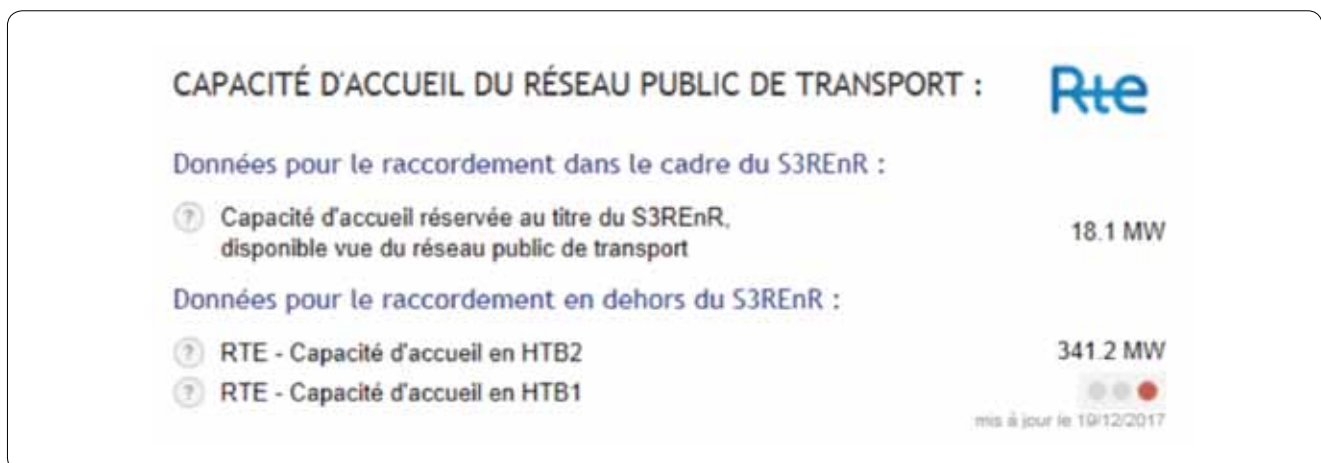 CAPACITÉ D'ACCUEIL DU RÉSEAU PUBLIC DE TRANSPORT :
Rte
Données pour le raccordement dans le cadre du S3REnR :
? Capacité d'accueil réservée au titre du S3REnR,
disponible vue du réseau public de transport
18.1 MW
Données pour le raccordement en dehors du S3REnR :
? RTE - Capacité d'accueil en HTB2 341.2 MW
? RTE - Capacité d'accueil en HTB1
mis à jour le 19/12/2017